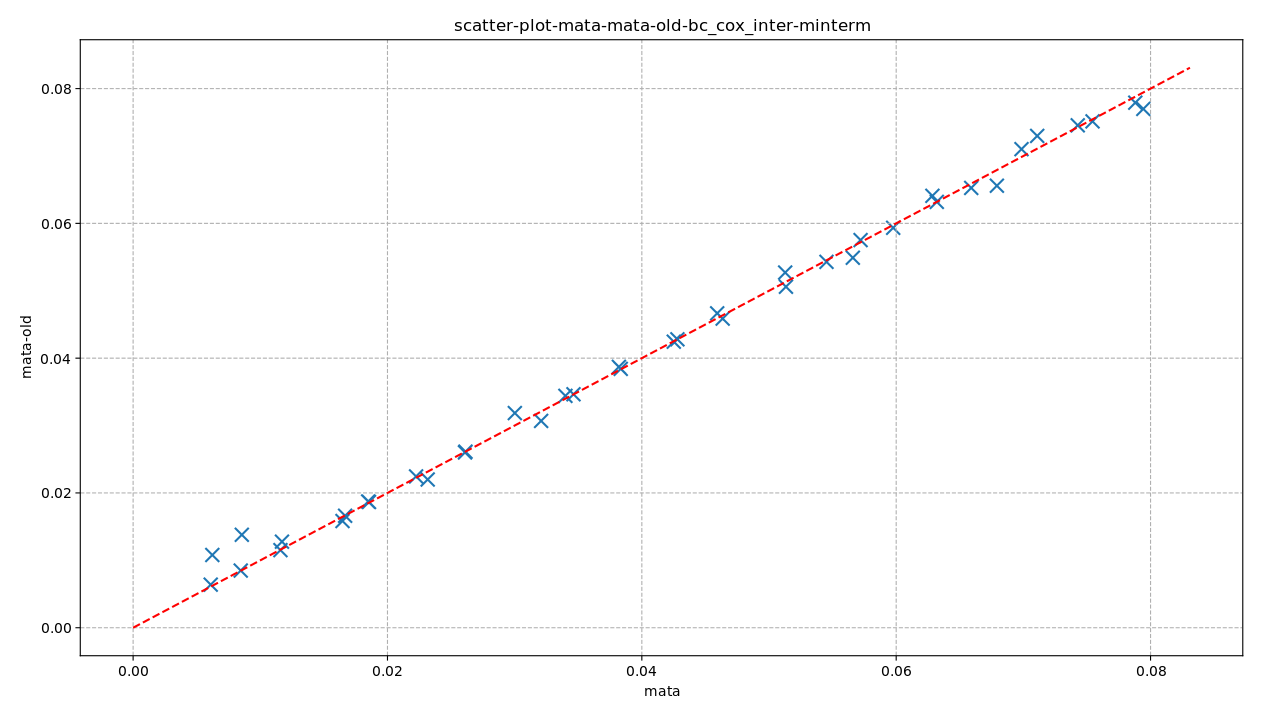 scatter-plot-mata-mata-old-bc_cox_inter-minterm
0.08
0.06
0.04
0.02
0.00
mata-old
0.00 0.02 0.04 0.06 0.08
mata